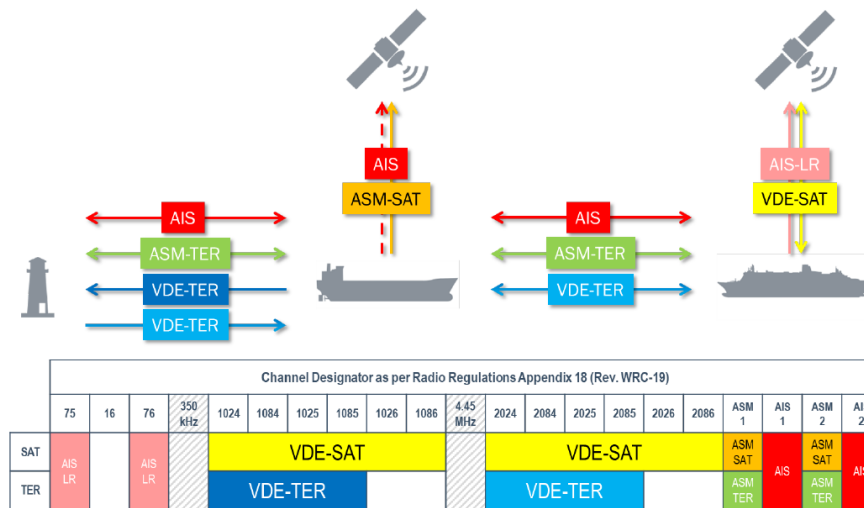 AIS
ASM-SAT
AIS-LR
VDE-SAT
AIS
ASM-TER
VDE-TER
VDE-TER
AIS
ASM-TER
VDE-TER
Channel Designator as per Radio Regulations Appendix 18 (Rev. WRC-19)
75 16 76 350 kHz 1024 1084 1025 1085 1026 1086 4.45 MHz 2024 2084 2025 2085 2026 2086 ASM 1 AIS 1 ASM 2 AIS 2
SAT AIS LR AIS LR VDE-SAT VDE-SAT ASM SAT AIS ASM SAT AIS
TER VDE-TER VDE-TER ASM TER ASM TER